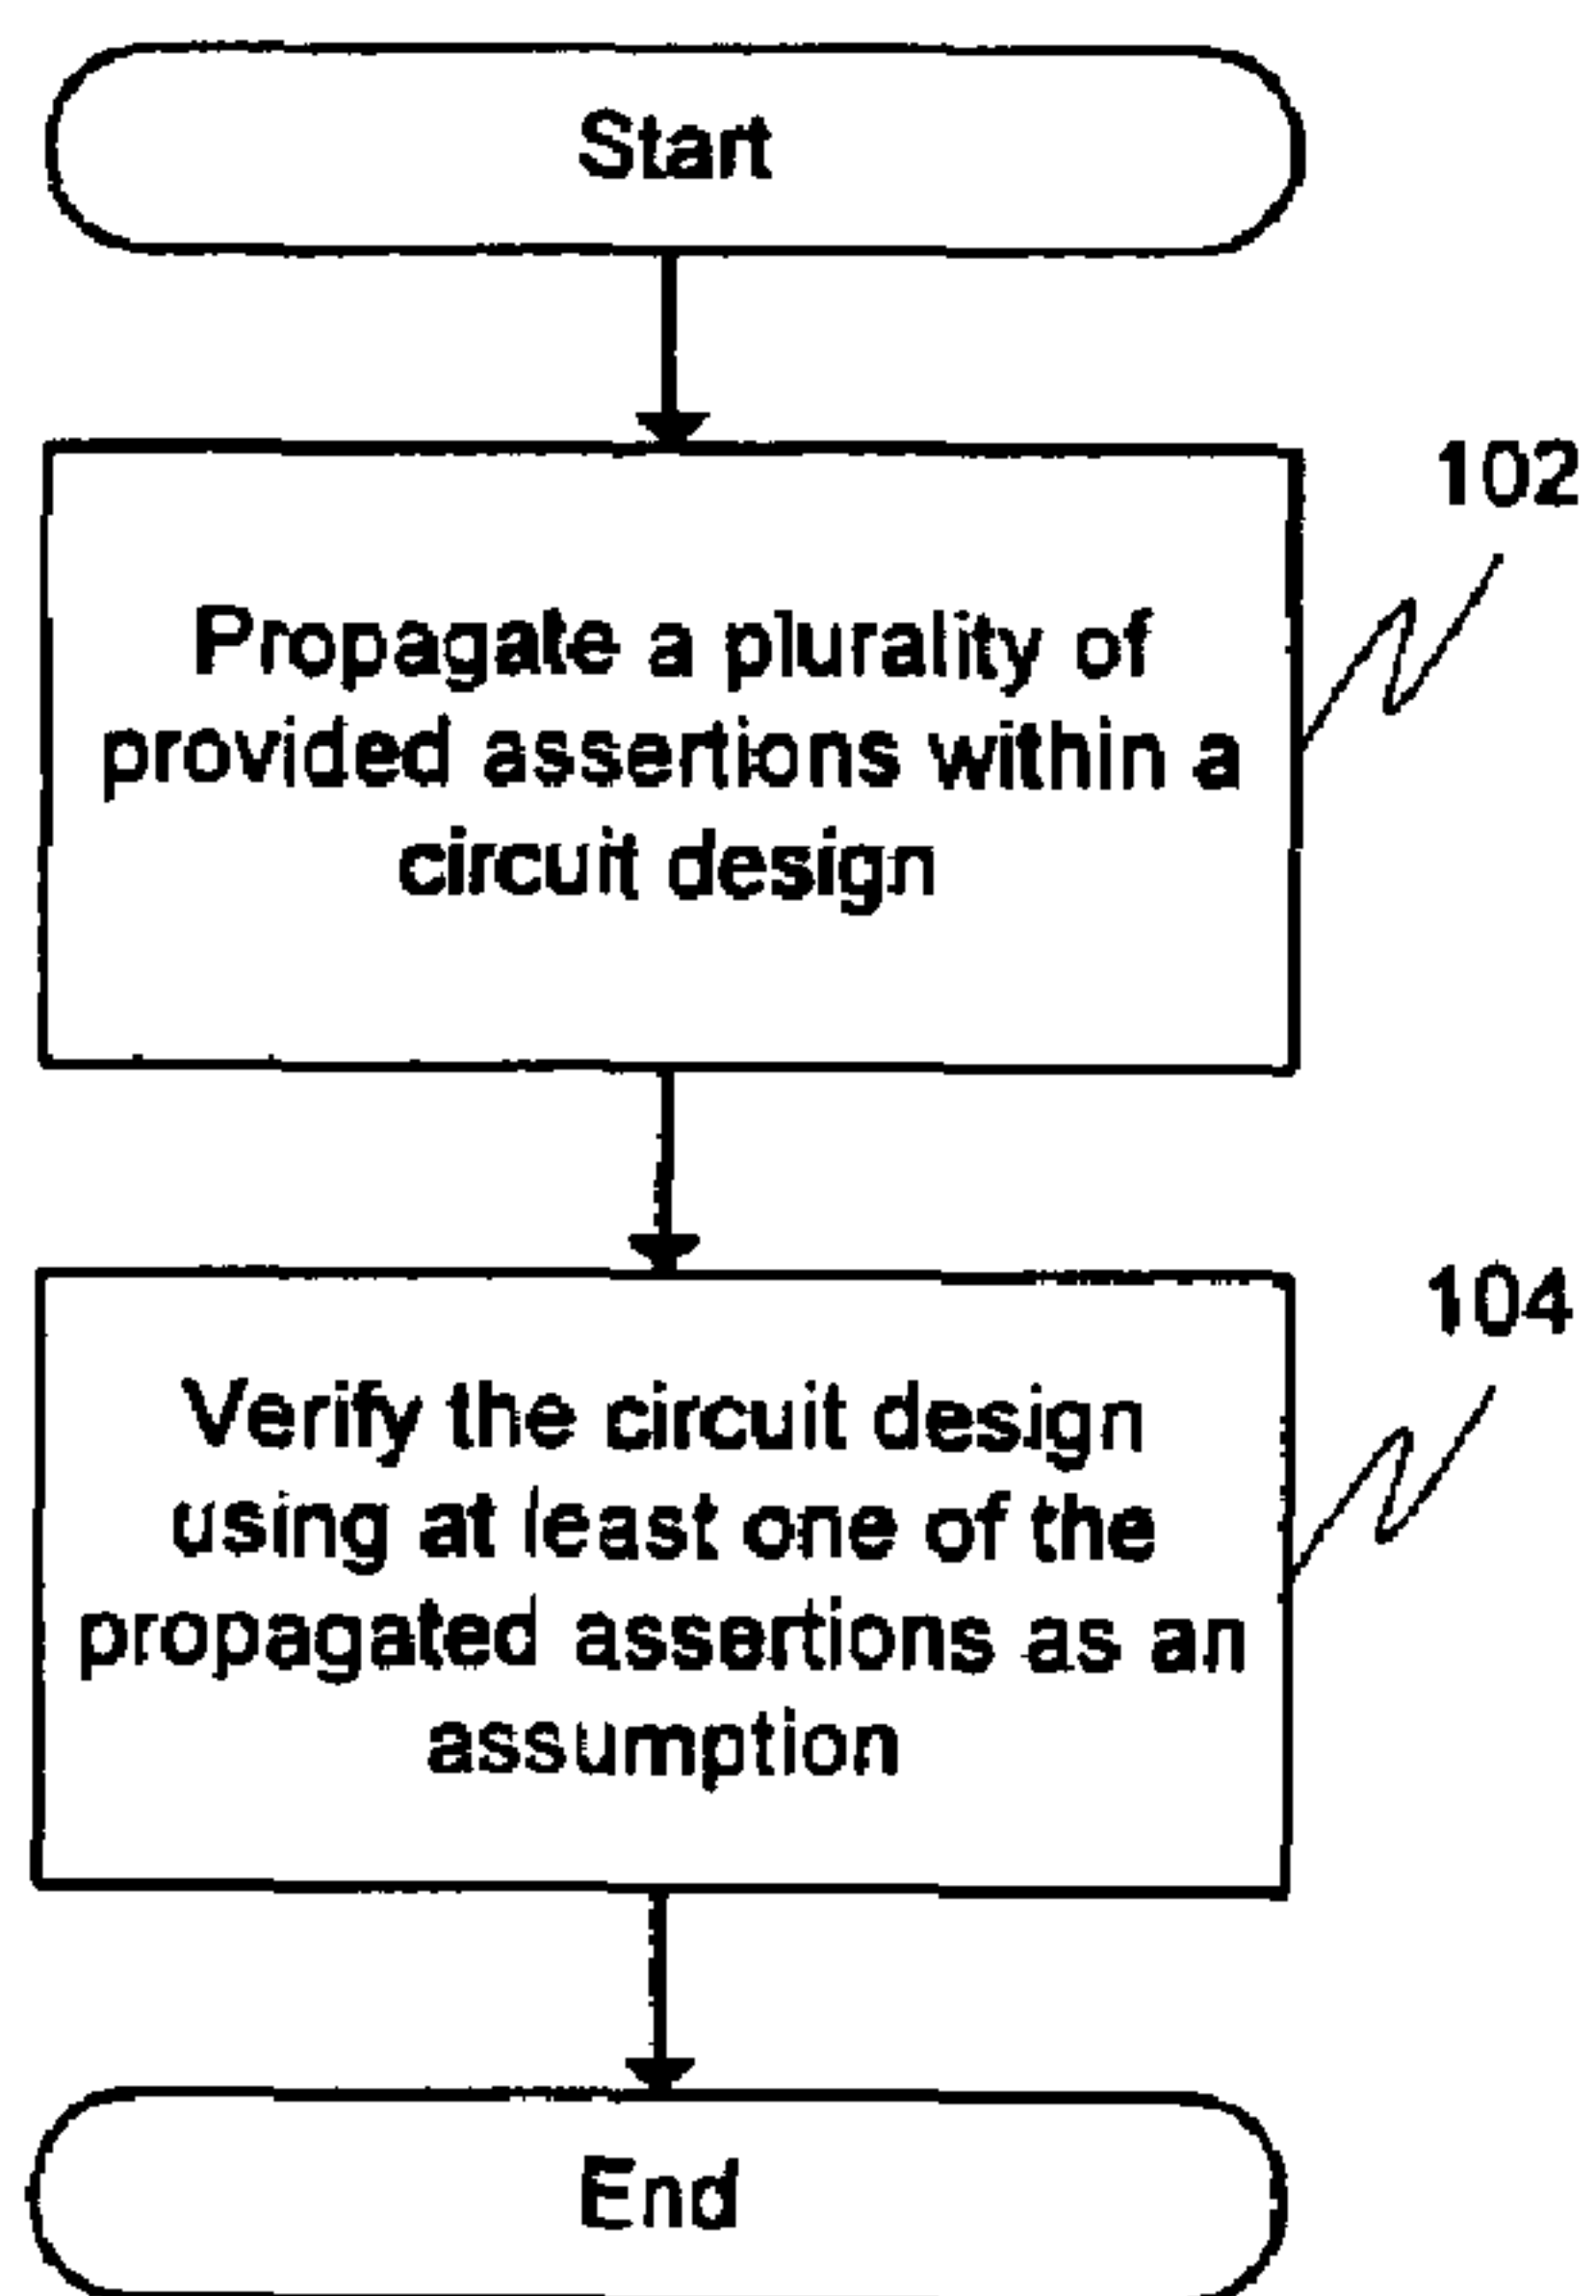 Start
102
Propagate a plurality of
provided assertions within a
circuit design
104
Verify the circuit design
using at least one of the
propagated assertions as an
assumption
End